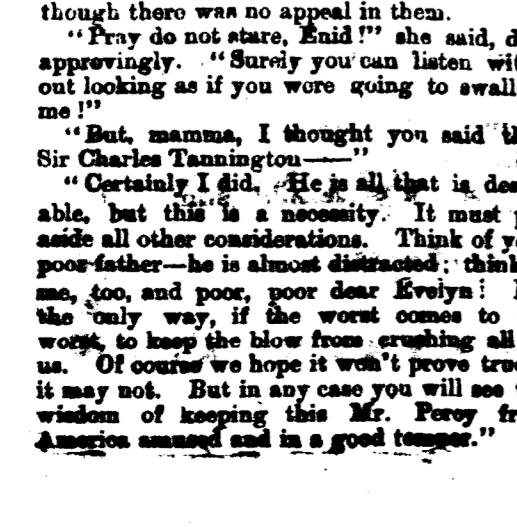 though there was no appeal in them.
"Pray do not stare, Enid!" she said, d
approvingly. "Surely you can listen wi
out looking as if you were going to swall
me!"
"But, mamma, I thought you said th
Sir Charles Tannington——"
"Certainly I did. He is all that is des
able, but this is a necessity. It must p
aside all other considerations. Think of y
poor father—he is almost distracted; think
me, too, and poor, poor dear Evelyn!
the only way, if the worst comes to
worst, to keep the blow from crushing all
us. Of course we hope it won't prove true
it may not. But in any case you will see
wisdom of keeping this Mr. Percy fr
America amused and in a good temper."